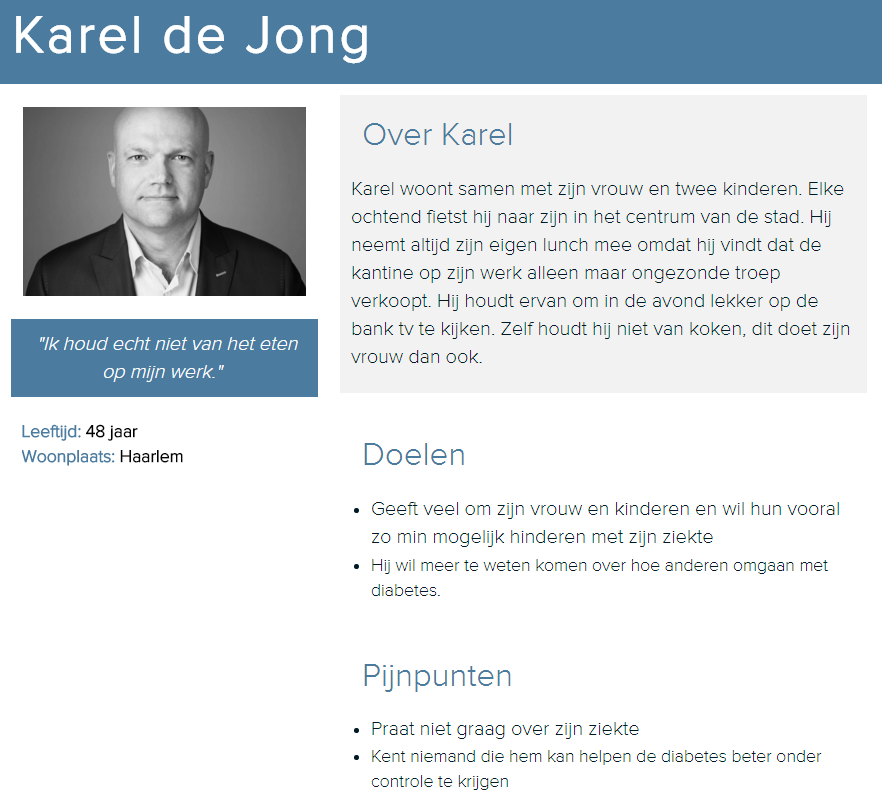 Karel de Jong
"Ik houd echt niet van het eten
op mijn werk."
Leeftijd: 48 jaar
Woonplaats: Haarlem
Over Karel
Karel woont samen met zijn vrouw en twee kinderen. Elke
ochtend fietst hij naar zijn in het centrum van de stad. Hij
neemt altijd zijn eigen lunch mee omdat hij vindt dat de
kantine op zijn werk alleen maar ongezonde troep
verkoopt. Hij houdt ervan om in de avond lekker op de
bank tv te kijken. Zelf houdt hij niet van koken, dit doet zijn
vrouw dan ook.
Doelen
• Geeft veel om zijn vrouw en kinderen en wil hun vooral
zo min mogelijk hinderen met zijn ziekte
• Hij wil meer te weten komen over hoe anderen omgaan met
diabetes.
Pijnpunten
• Praat niet graag over zijn ziekte
• Kent niemand die hem kan helpen de diabetes beter onder
controle te krijgen